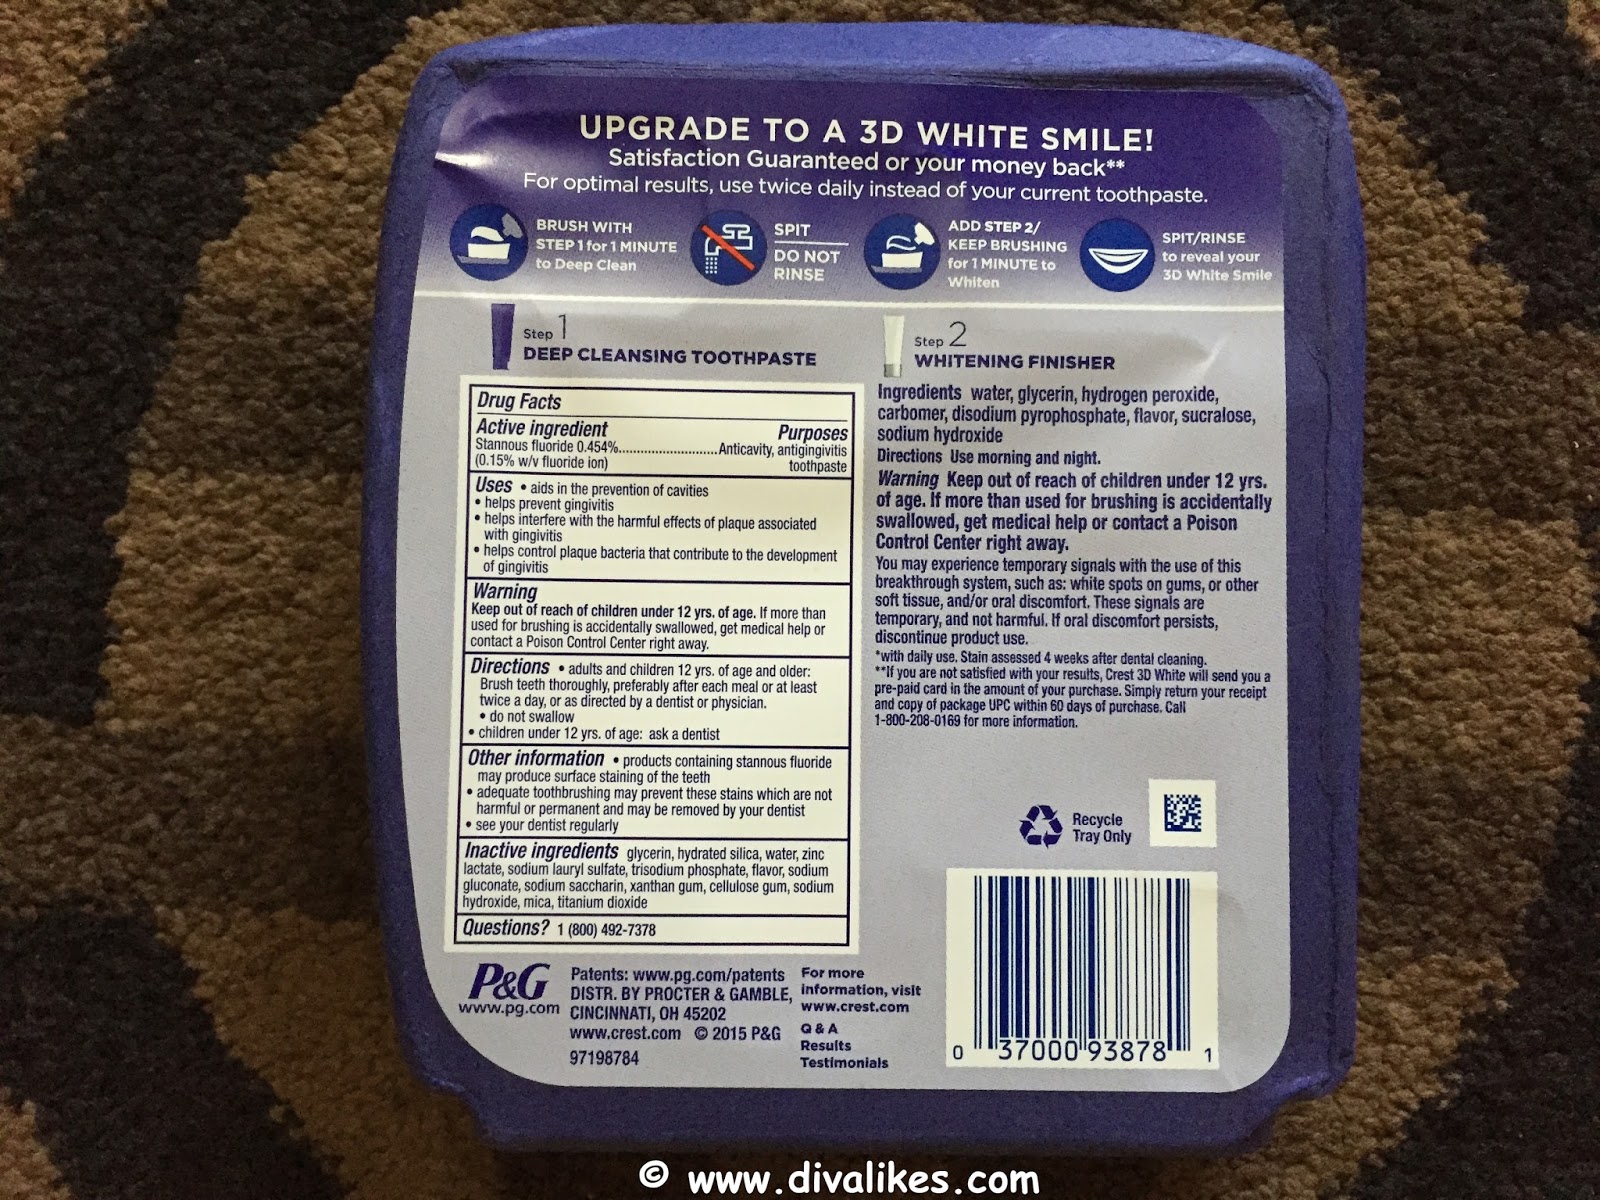 UPGRADE TO A 3D WHITE SMILE!
Satisfaction Guaranteed or your money back**
For optimal results, use twice daily instead of your current toothpaste.
BRUSH WITH
STEP 1 for 1 MINUTE
to Deep Clean
SPIT
DO NOT
RINSE
ADD STEP 2/
KEEP BRUSHING
for 1 MINUTE to
Whiten
SPIT/RINSE
to reveal your
3D White Smile
Step 1
DEEP CLEANSING TOOTHPASTE
Drug Facts
Active ingredient Purposes
Stannous fluoride 0.454%............................Anticavity, antigingivitis
(0.15% w/v fluoride ion) toothpaste
Uses • aids in the prevention of cavities
• helps prevent gingivitis
• helps interfere with the harmful effects of plaque associated
with gingivitis
• helps control plaque bacteria that contribute to the development
of gingivitis
Warning
Keep out of reach of children under 12 yrs. of age. If more than
used for brushing is accidentally swallowed, get medical help or
contact a Poison Control Center right away.
Directions • adults and children 12 yrs. of age and older:
Brush teeth thoroughly, preferably after each meal or at least
twice a day, or as directed by a dentist or physician.
• do not swallow
• children under 12 yrs. of age: ask a dentist
Other information • products containing stannous fluoride
may produce surface staining of the teeth
• adequate toothbrushing may prevent these stains which are not
harmful or permanent and may be removed by your dentist
• see your dentist regularly
Inactive ingredients glycerin, hydrated silica, water, zinc
lactate, sodium lauryl sulfate, trisodium phosphate, flavor, sodium
gluconate, sodium saccharin, xanthan gum, cellulose gum, sodium
hydroxide, mica, titanium dioxide
Questions? 1 (800) 492-7378
Step 2
WHITENING FINISHER
Ingredients water, glycerin, hydrogen peroxide,
carbomer, disodium pyrophosphate, flavor, sucralose,
sodium hydroxide
Directions Use morning and night.
Warning Keep out of reach of children under 12 yrs.
of age. If more than used for brushing is accidentally
swallowed, get medical help or contact a Poison
Control Center right away.
You may experience temporary signals with the use of this
breakthrough system, such as: white spots on gums, or other
soft tissue, and/or oral discomfort. These signals are
temporary, and not harmful. If oral discomfort persists,
discontinue product use.
*with daily use. Stain assessed 4 weeks after dental cleaning.
**If you are not satisfied with your results, Crest 3D White will send you a
pre-paid card in the amount of your purchase. Simply return your receipt
and copy of package UPC within 60 days of purchase. Call
1-800-208-0169 for more information.
Recycle
Tray Only
P&G
www.pg.com
Patents: www.pg.com/patents
DISTR. BY PROCTER & GAMBLE,
CINCINNATI, OH 45202
www.crest.com © 2015 P&G
97198784
For more
information, visit
www.crest.com
Q & A
Results
Testimonials
0 37000 93878 1
© www.divalikes.com